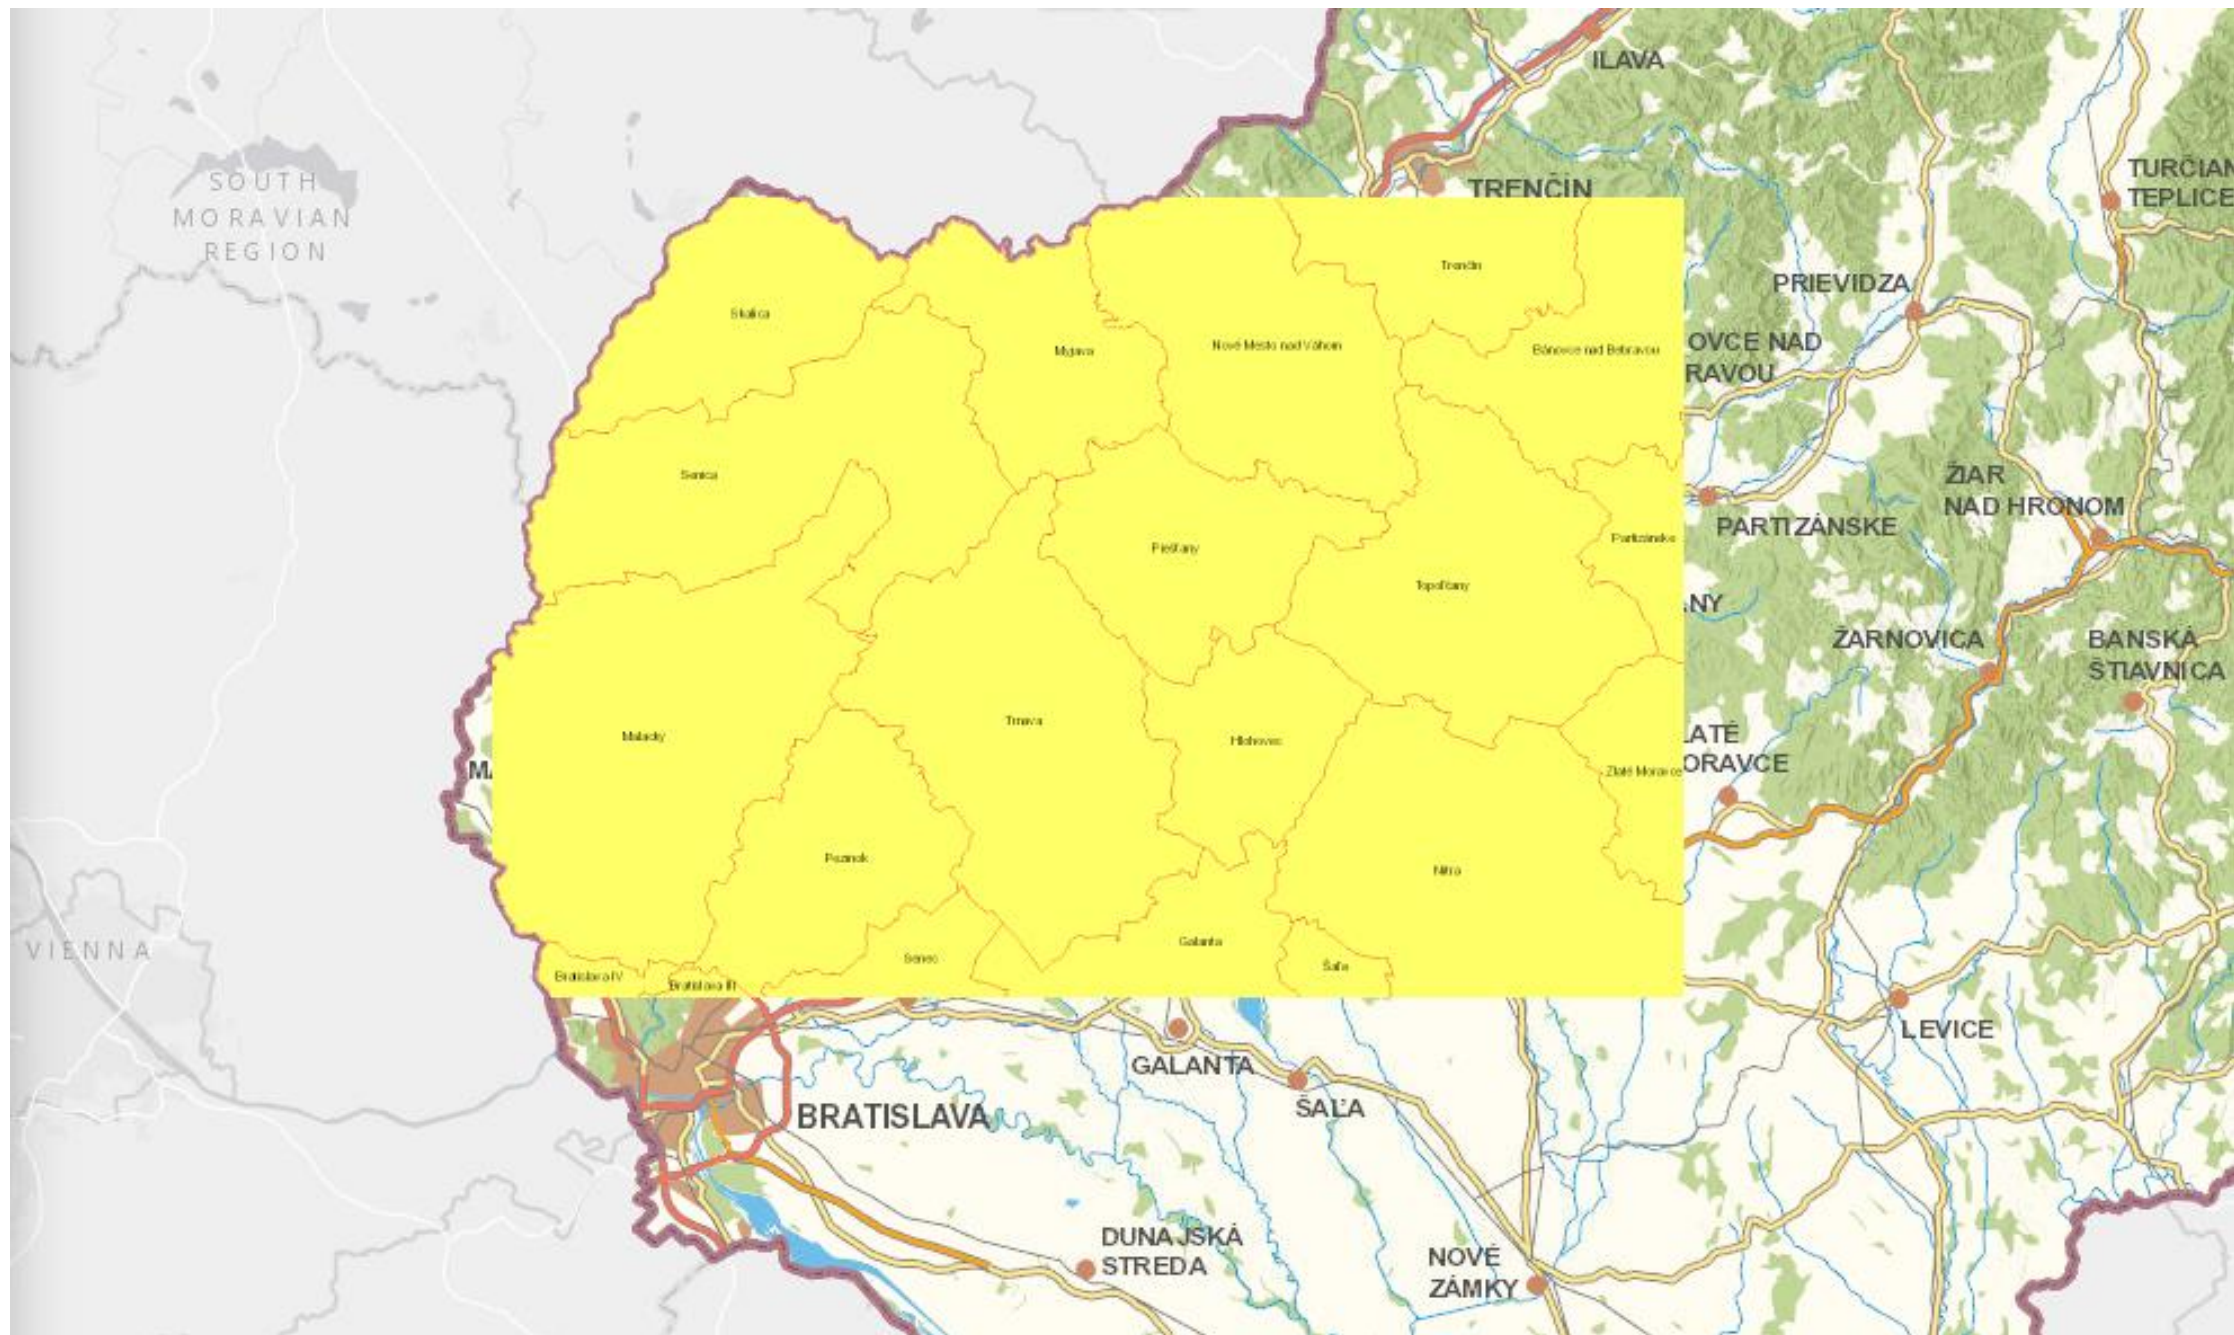 ILAVA
TRENČÍN
TURČIAN
TEPLICE
SOUTH
MORAVIAN
REGION
Trenčín
PRIEVIDZA
Skalica
Myjava
Nové Mesto nad Váhom
Bánovce nad Bebravou
OVCE NAD
RAVOU
Senica
ŽIAR
NAD HRONOM
PARTIZÁNSKE
Partizánske
Piešťany
Topoľčany
NY
ŽARNOVICA
BANSKÁ
ŠTIAVNICA
Trnava
Malacky
Hlohovec
LATÉ
ORAVCE
Zlaté Moravce
MA
Pezinok
Nitra
VIENNA
Galanta
Senec
Šaľa
Bratislava IV
Bratislava III
LEVICE
GALANTA
ŠAĽA
BRATISLAVA
DUNAJSKÁ
STREDA
NOVÉ
ZÁMKY